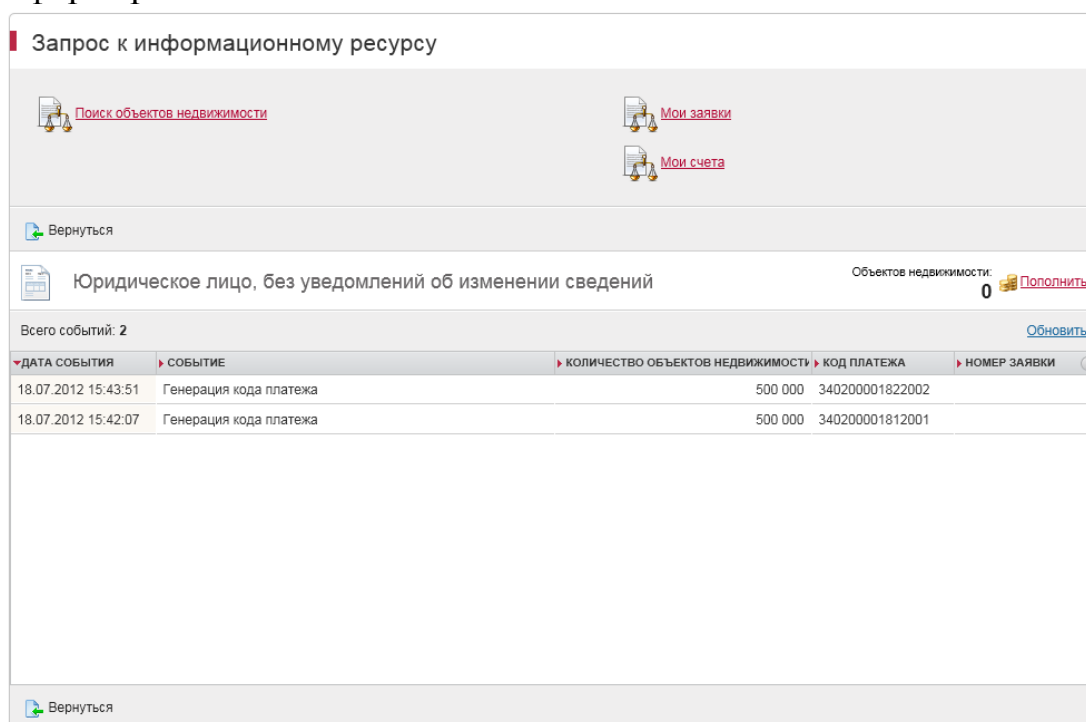 Запрос к информационному ресурсу
Поиск объектов недвижимости
Мои заявки
Мои счета
Вернуться
Юридическое лицо, без уведомлений об изменении сведений
Объектов недвижимости:
0 Пополнить
Всего событий: 2
Обновить
ДАТА СОБЫТИЯ СОБЫТИЕ КОЛИЧЕСТВО ОБЪЕКТОВ НЕДВИЖИМОСТИ КОД ПЛАТЕЖА НОМЕР ЗАЯВКИ
18.07.2012 15:43:51 Генерация кода платежа 500 000 340200001822002
18.07.2012 15:42:07 Генерация кода платежа 500 000 340200001812001
Вернуться